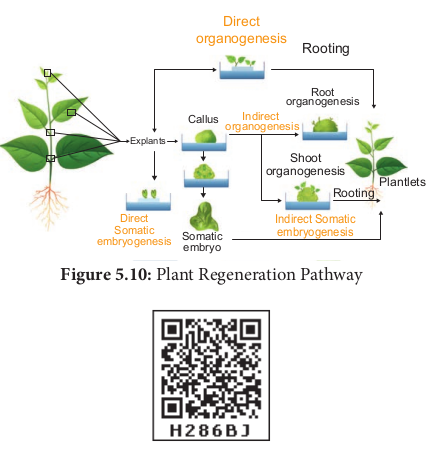 Direct
organogenesis
Rooting
Root
organogenesis
Callus
Indirect
organogenesis
Explants
Shoot
organogenesis
Plantlets
Rooting
Direct
Somatic
embryogenesis
Indirect Somatic
embryogenesis
Somatic
embryo
Figure 5.10: Plant Regeneration Pathway
H286BJ